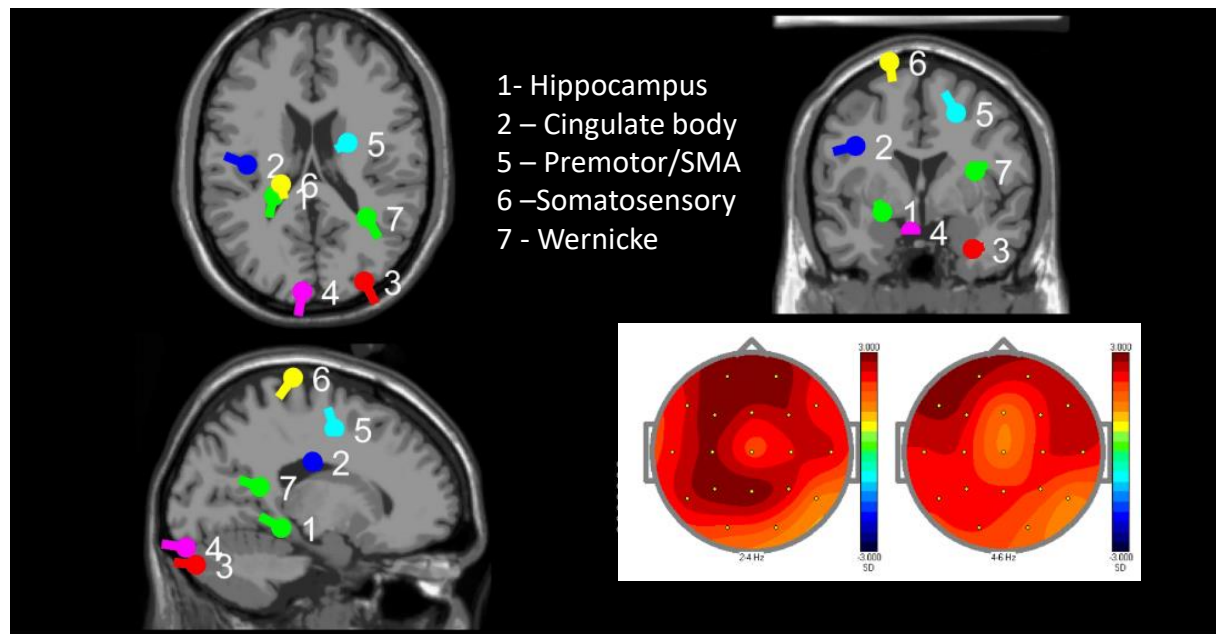 1- Hippocampus
2 – Cingulate body
5 – Premotor/SMA
6 –Somatosensory
7 - Wernicke
5
2
6
1
7
3
4
6
5
2
7
1
4
3
6
5
2
7
1
4
3
3.000
3.000
-3.000
-3.000
2-4 Hz
SD
4-6 Hz
SD